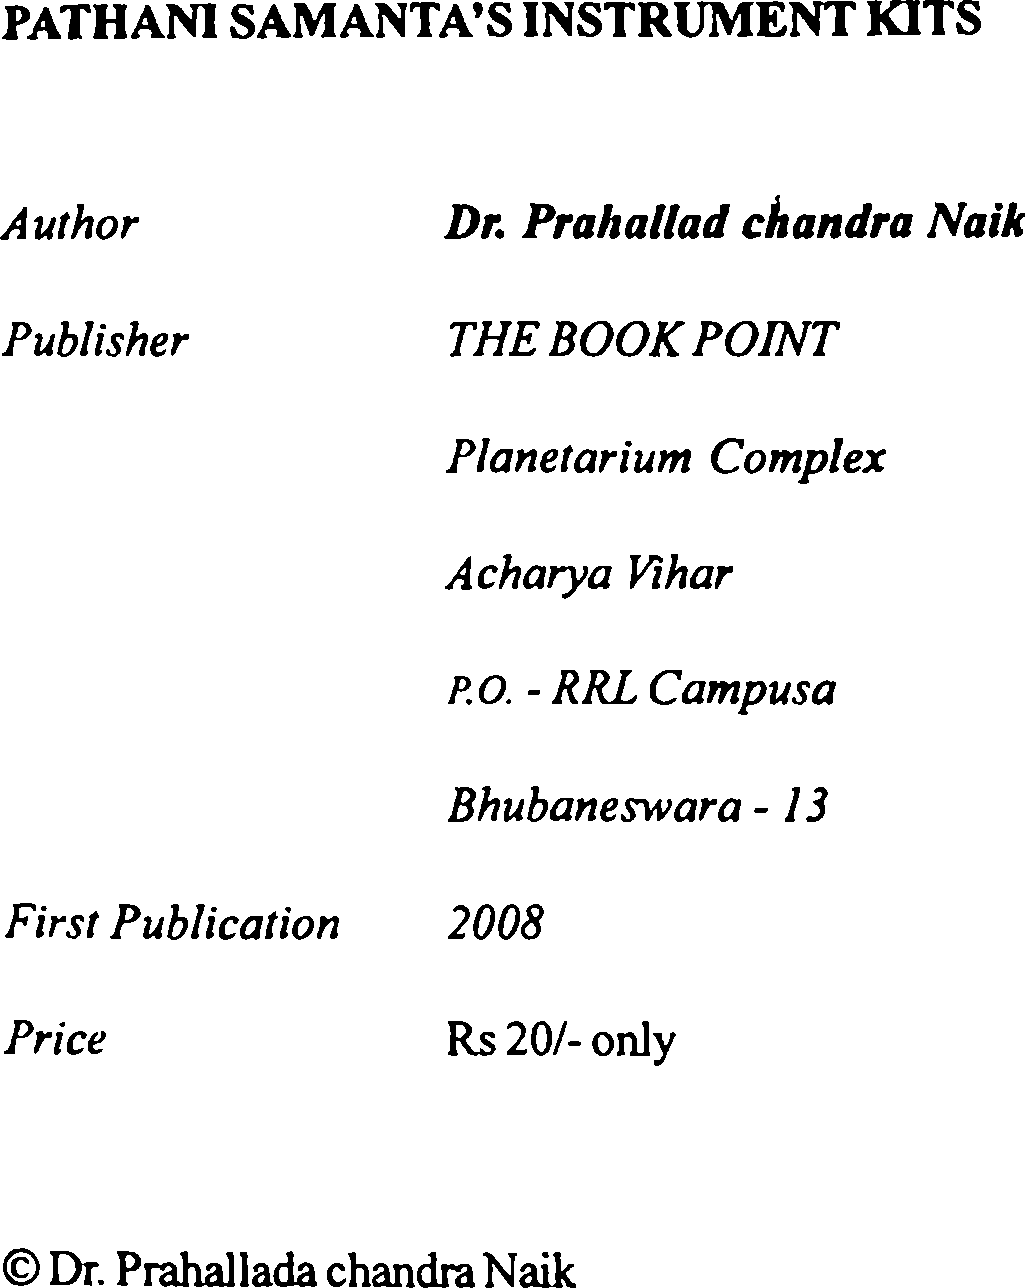 PATHANI SAMANTA'S INSTRUMENT KITS
Author Dr. Prahallad chandra Naik
Publisher THE BOOK POINT
Planetarium Complex
Acharya Vihar
P.O. - RRL Campusa
Bhubaneswara - 13
First Publication 2008
Price Rs 20/- only
© Dr. Prahallada chandra Naik